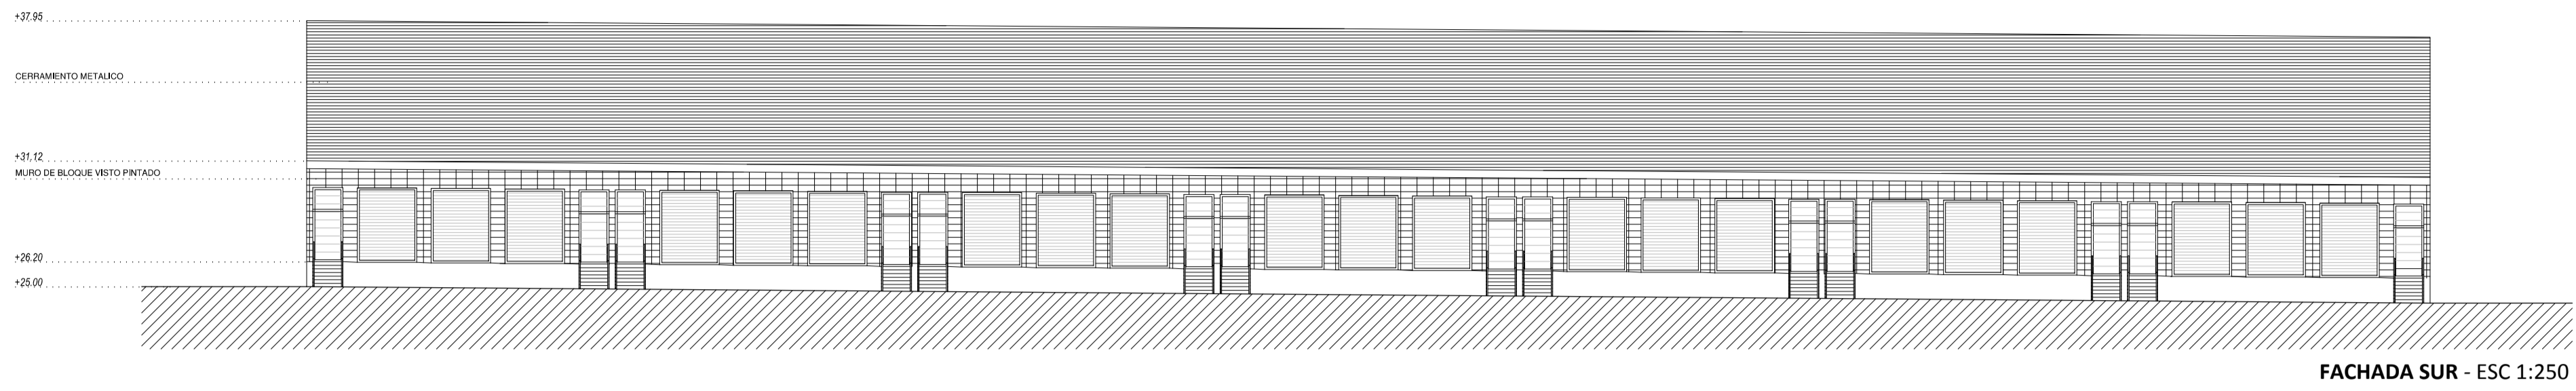 +37.95
CERRAMIENTO METALICO
+31.12
MURO DE BLOQUE VISTO PINTADO
+26.20
+25.00
FACHADA SUR - ESC 1:250